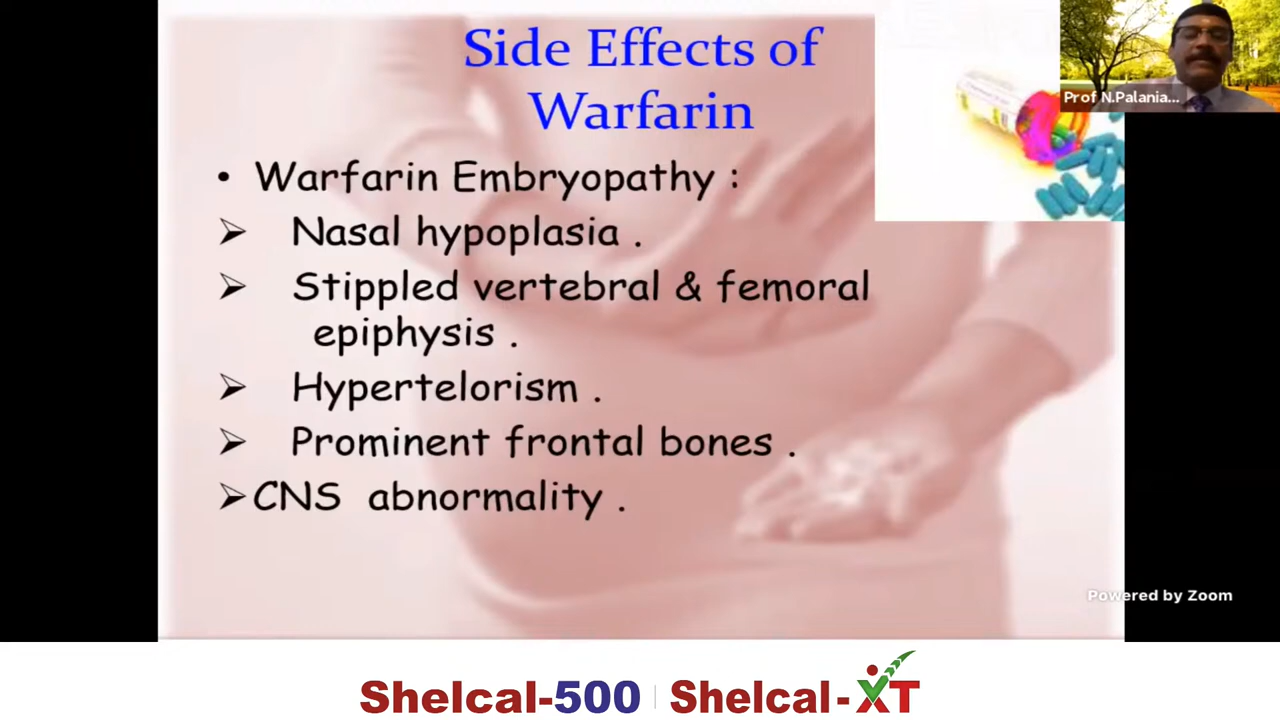 Side Effects of
Warfarin
Prof N.Palania...
• Warfarin Embryopathy :
➢ Nasal hypoplasia .
➢ Stippled vertebral & femoral
epiphysis .
➢ Hypertelorism .
➢ Prominent frontal bones .
➢CNS abnormality .
Powered by Zoom
Shelcal-500 | Shelcal-XT